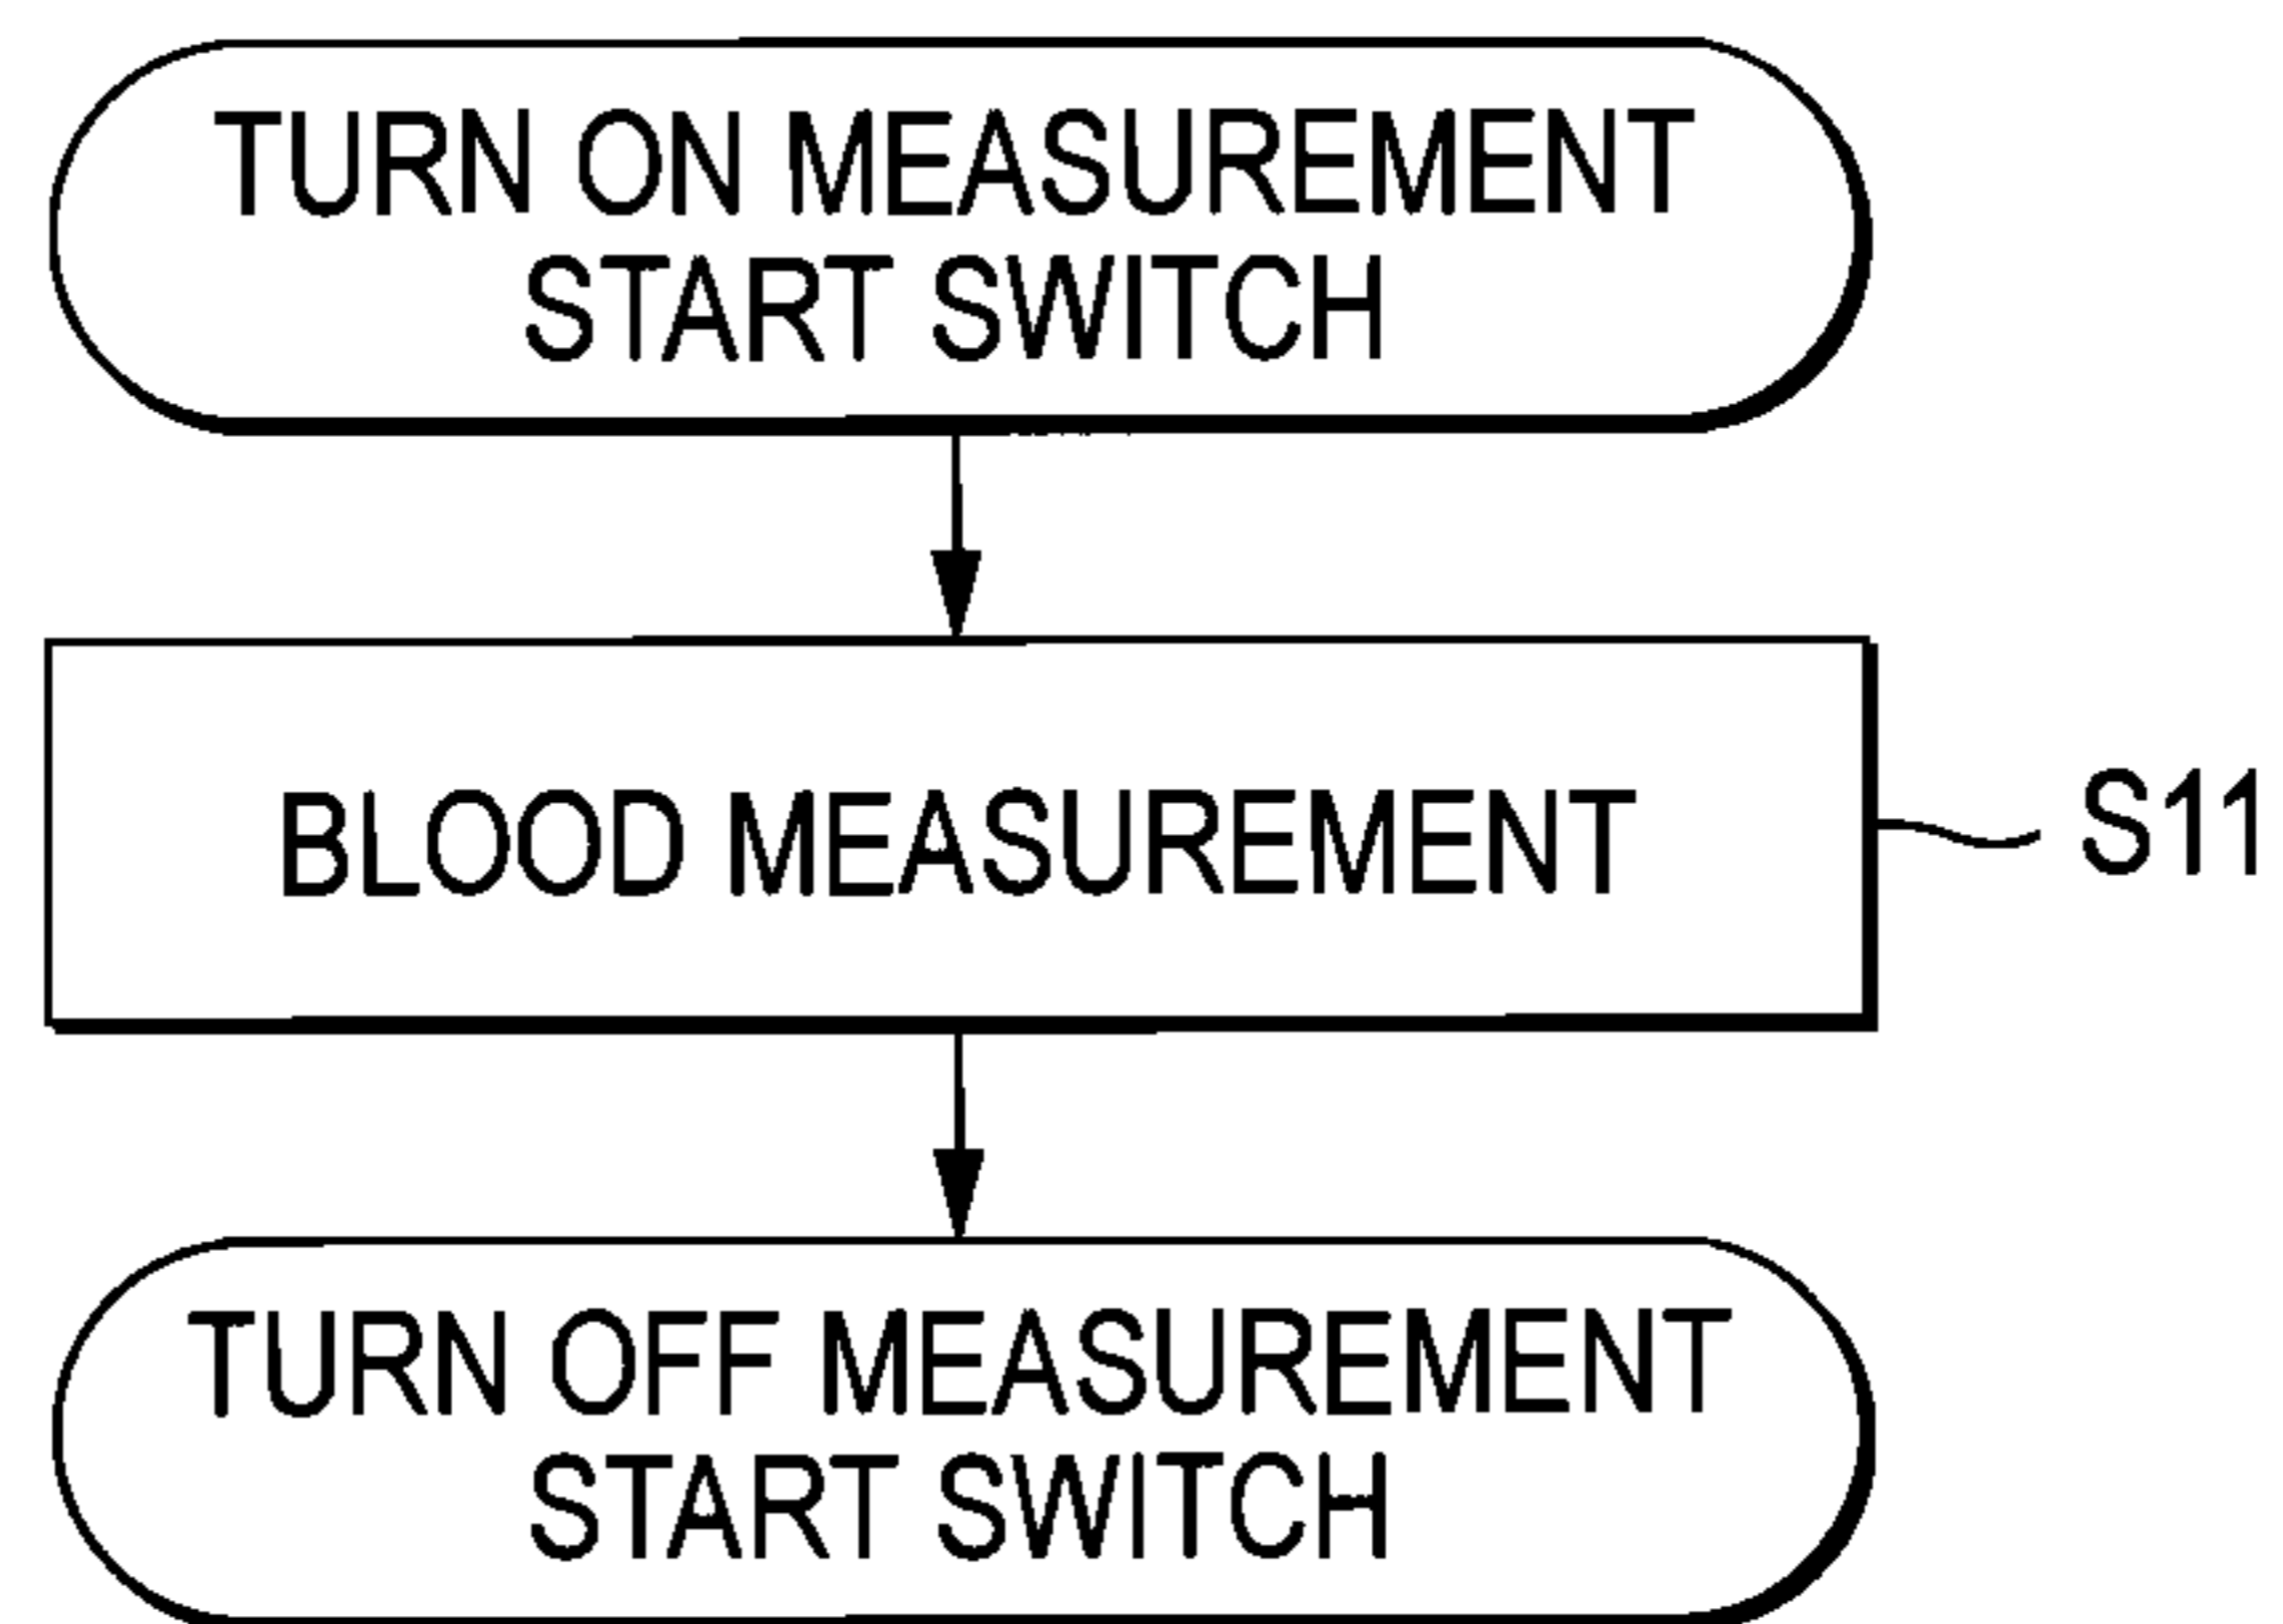 TURN ON MEASUREMENT
START SWITCH
BLOOD MEASUREMENT
S11
TURN OFF MEASUREMENT
START SWITCH